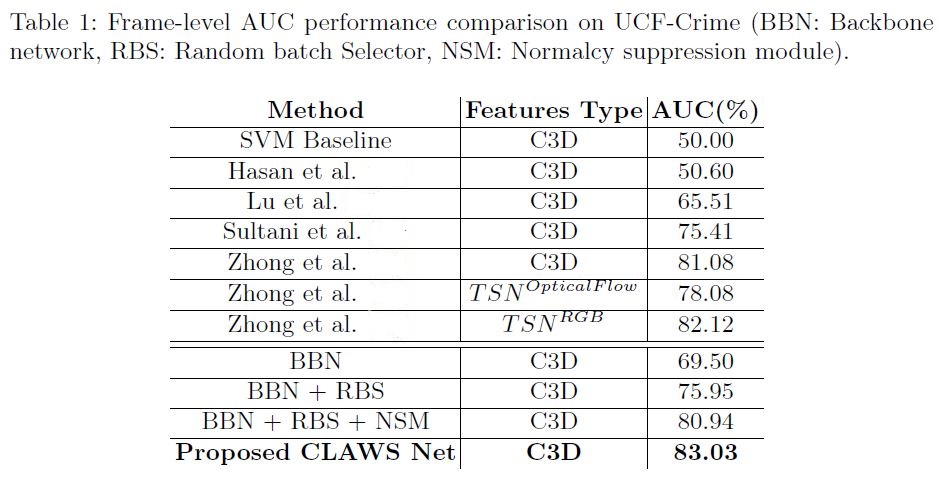 Table 1: Frame-level AUC performance comparison on UCF-Crime (BBN: Backbone
network, RBS: Random batch Selector, NSM: Normalcy suppression module).
Method Features Type AUC(%)
SVM Baseline C3D 50.00
Hasan et al. C3D 50.60
Lu et al. C3D 65.51
Sultani et al. C3D 75.41
Zhong et al. C3D 81.08
Zhong et al. TSN^OpticalFlow 78.08
Zhong et al. TSN^RGB 82.12
BBN C3D 69.50
BBN + RBS C3D 75.95
BBN + RBS + NSM C3D 80.94
Proposed CLAWS Net C3D 83.03